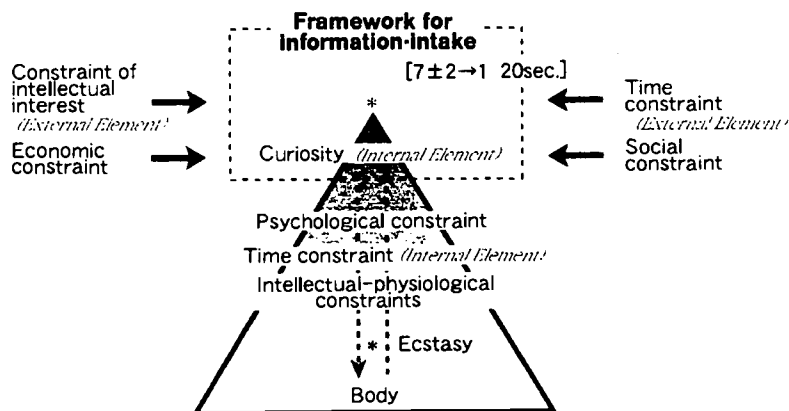 Framework for
information-intake
[7±2→1 20sec.]
Constraint of
intellectual
interest
(External Element)
Economic
constraint
Time
constraint
(External Element)
Social
constraint
*
Curiosity (Internal Element)
Psychological constraint
Time constraint (Internal Element)
Intellectual-physiological
constraints
* Ecstasy
Body